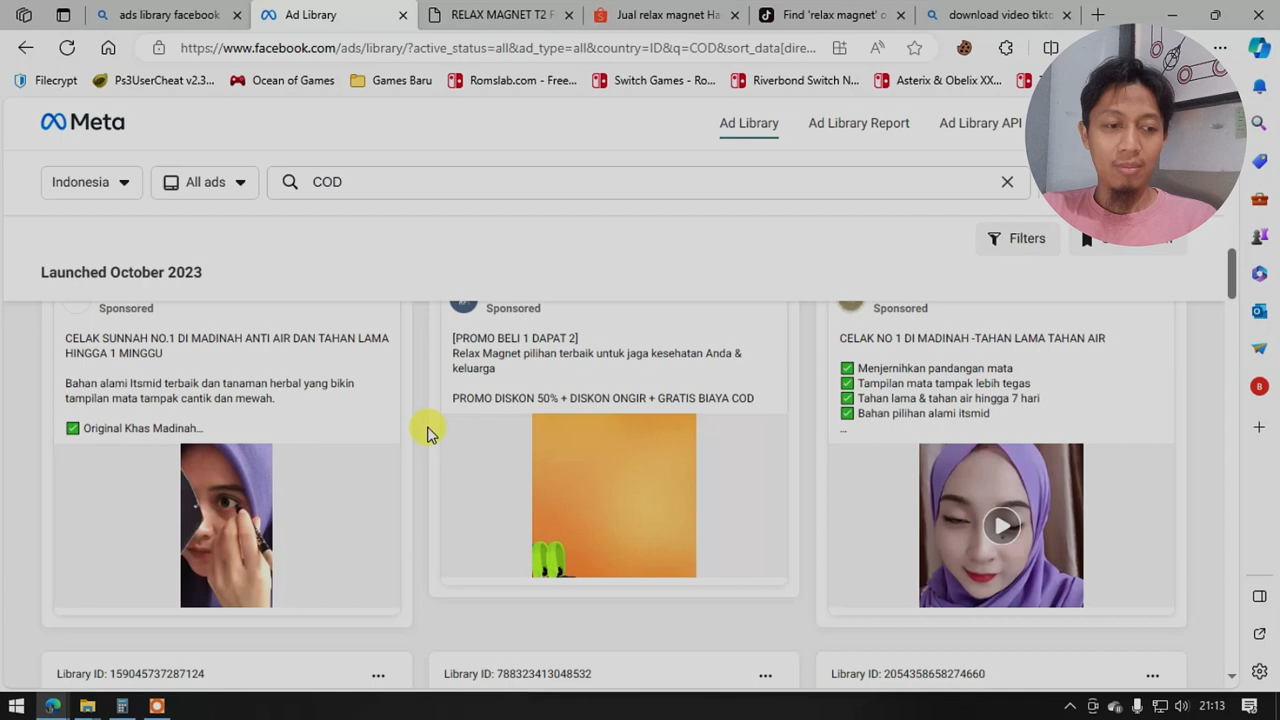 ads library facebook
Ad Library
RELAX MAGNET T2 F
Jual relax magnet Ha
Find 'relax magnet' o
download video tikt
https://www.facebook.com/ads/library/?active_status=all&ad_type=all&country=ID&q=COD&sort_data[dire...
Filecrypt
Ps3UserCheat v2.3...
Ocean of Games
Games Baru
Romslab.com - Free...
Switch Games - Ro...
Riverbond Switch N...
Asterix & Obelix XX...
Meta
Ad Library
Ad Library Report
Ad Library API
Indonesia
All ads
COD
Filters
Launched October 2023
Sponsored
CELAK SUNNAH NO.1 DI MADINAH ANTI AIR DAN TAHAN LAMA
HINGGA 1 MINGGU
Bahan alami Itsmid terbaik dan tanaman herbal yang bikin
tampilan mata tampak cantik dan mewah.
✅ Original Khas Madinah...
Sponsored
[PROMO BELI 1 DAPAT 2]
Relax Magnet pilihan terbaik untuk jaga kesehatan Anda &
keluarga
PROMO DISKON 50% + DISKON ONGIR + GRATIS BIAYA COD
Sponsored
CELAK NO 1 DI MADINAH -TAHAN LAMA TAHAN AIR
✅ Menjernihkan pandangan mata
✅ Tampilan mata tampak lebih tegas
✅ Tahan lama & tahan air hingga 7 hari
✅ Bahan pilihan alami itsmid
...
Library ID: 159045737287124
Library ID: 788323413048532
Library ID: 2054358658274660
B
21:13